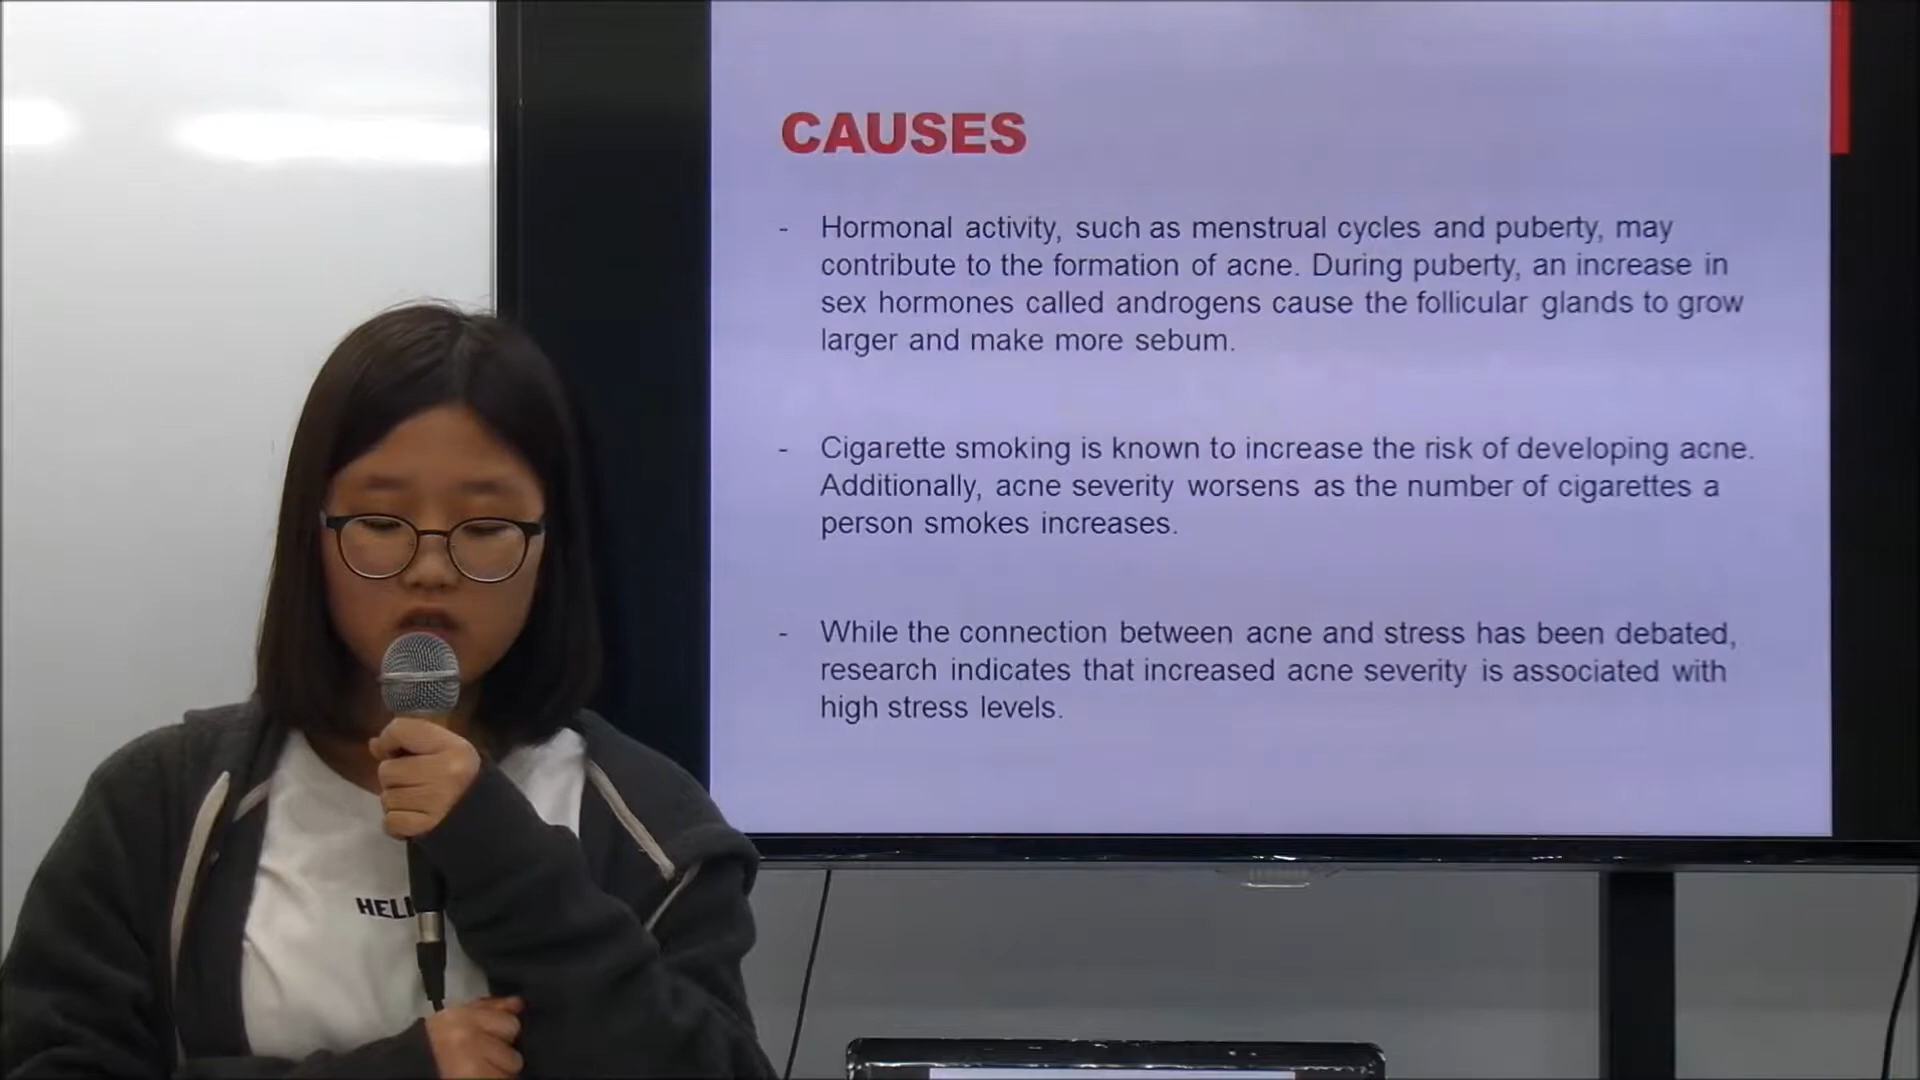 CAUSES
- Hormonal activity, such as menstrual cycles and puberty, may
contribute to the formation of acne. During puberty, an increase in
sex hormones called androgens cause the follicular glands to grow
larger and make more sebum.
- Cigarette smoking is known to increase the risk of developing acne.
Additionally, acne severity worsens as the number of cigarettes a
person smokes increases.
- While the connection between acne and stress has been debated,
research indicates that increased acne severity is associated with
high stress levels.